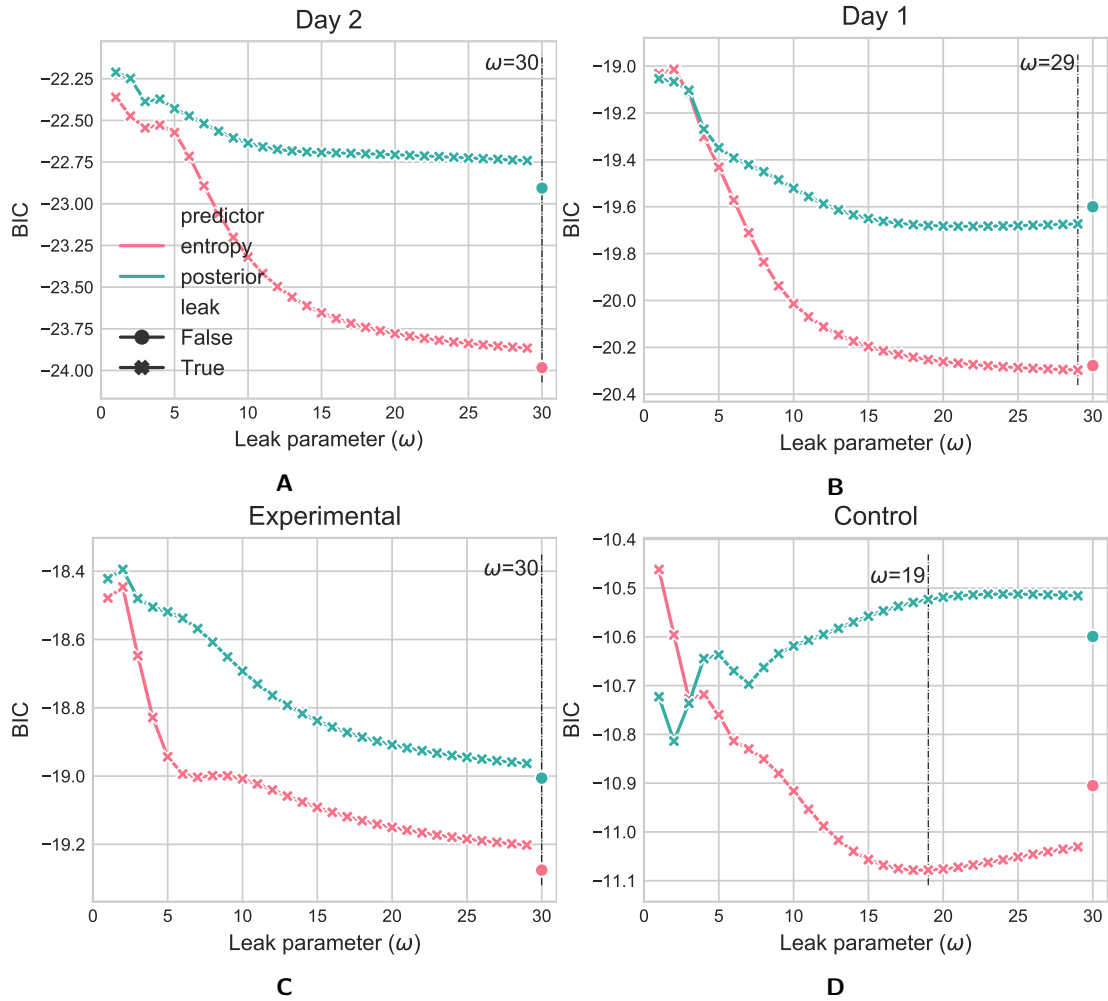 Day 2
−22.25
−22.50
−22.75
−23.00
−23.25
−23.50
−23.75
−24.00
BIC
ω=30
predictor
entropy
posterior
leak
False
True
0 5 10 15 20 25 30
Leak parameter (ω)
A
Day 1
−19.0
−19.2
−19.4
−19.6
−19.8
−20.0
−20.2
−20.4
BIC
ω=29
0 5 10 15 20 25 30
Leak parameter (ω)
B
Experimental
−18.4
−18.6
−18.8
−19.0
−19.2
BIC
ω=30
0 5 10 15 20 25 30
Leak parameter (ω)
C
Control
−10.4
−10.5
−10.6
−10.7
−10.8
−10.9
−11.0
−11.1
BIC
ω=19
0 5 10 15 20 25 30
Leak parameter (ω)
D